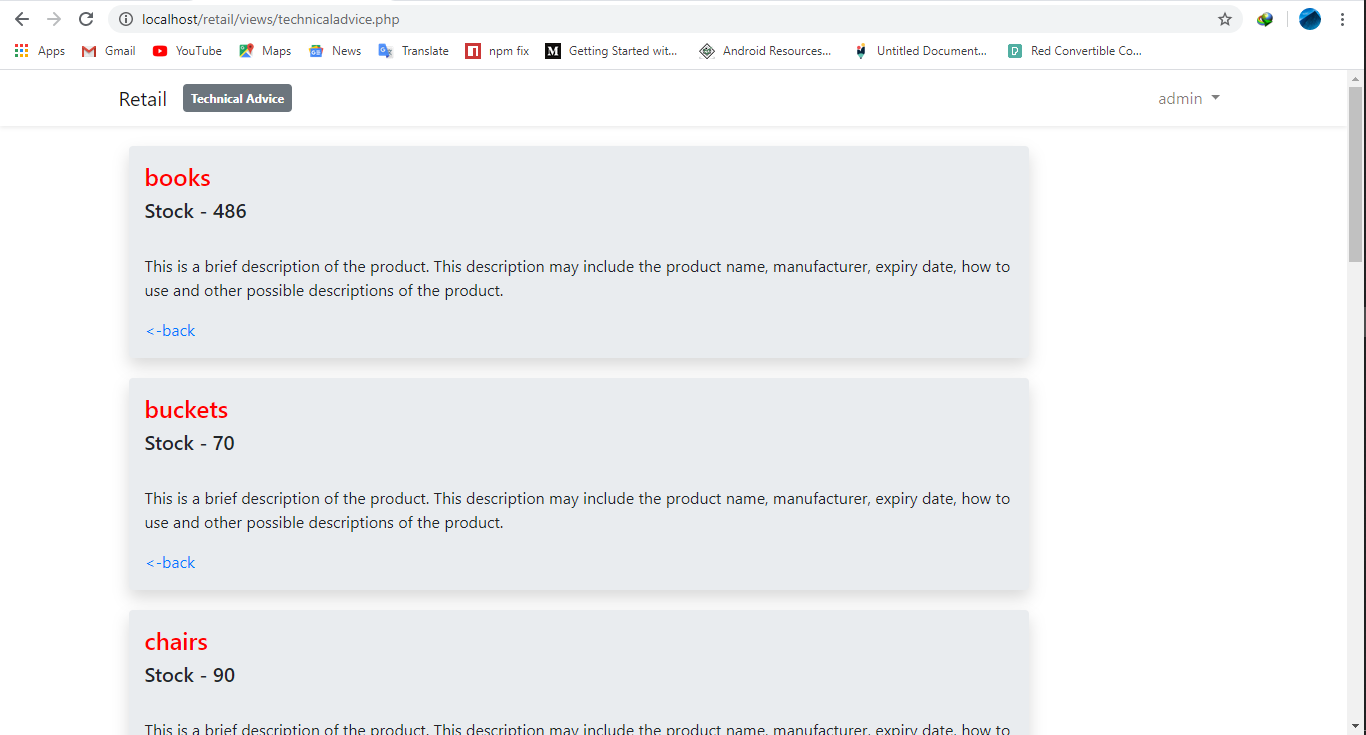 localhost/retail/views/technicaladvice.php
Apps Gmail YouTube Maps News Translate npm fix Getting Started wit... Android Resources... Untitled Document... Red Convertible Co...
Retail Technical Advice admin
books
Stock - 486
This is a brief description of the product. This description may include the product name, manufacturer, expiry date, how to
use and other possible descriptions of the product.
<-back
buckets
Stock - 70
This is a brief description of the product. This description may include the product name, manufacturer, expiry date, how to
use and other possible descriptions of the product.
<-back
chairs
Stock - 90
This is a brief description of the product. This description may include the product name, manufacturer, expiry date, how to